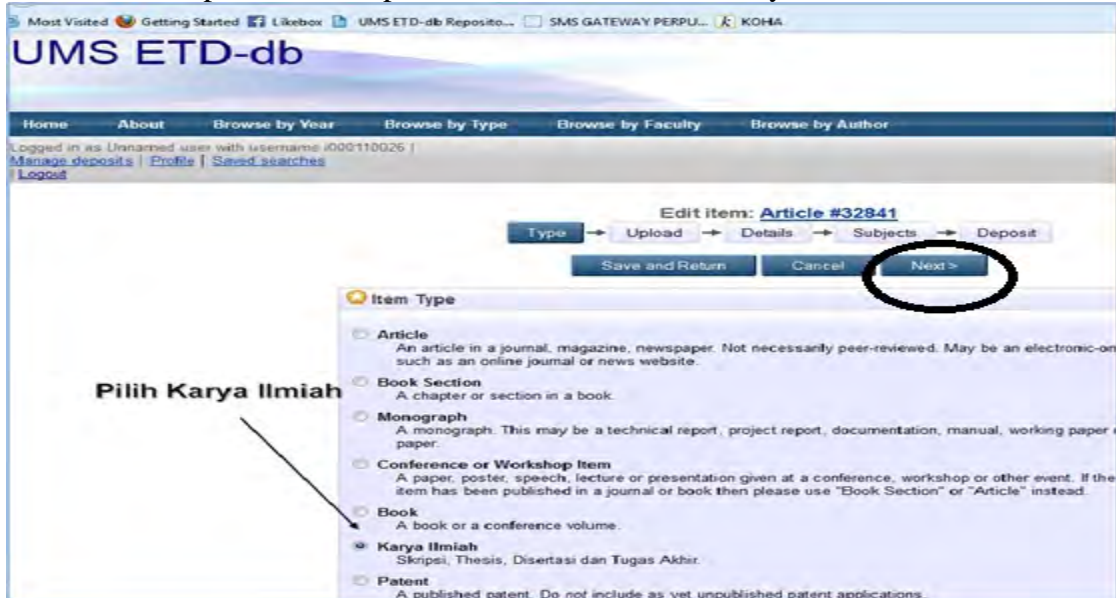 Most Visited Getting Started Likebox UMS ETD-db Reposito... SMS GATEWAY PERPU... KOHA
UMS ETD-db
Home About Browse by Year Browse by Type Browse by Faculty Browse by Author
Logged in as Unnamed user with username i000110026 |
Manage deposits | Profile | Saved searches
| Logout
Edit item: Article #32841
Type → Upload → Details → Subjects → Deposit
Save and Return Cancel Next >
Item Type
Article
An article in a journal, magazine, newspaper. Not necessarily peer-reviewed. May be an electronic-on
such as an online journal or news website.
Pilih Karya Ilmiah
Book Section
A chapter or section in a book.
Monograph
A monograph. This may be a technical report, project report, documentation, manual, working paper
paper.
Conference or Workshop Item
A paper, poster, speech, lecture or presentation given at a conference, workshop or other event. If the
item has been published in a journal or book then please use "Book Section" or "Article" instead.
Book
A book or a conference volume.
Karya Ilmiah
Skripsi, Thesis, Disertasi dan Tugas Akhir.
Patent
A published patent. Do not include as yet unpublished patent applications.